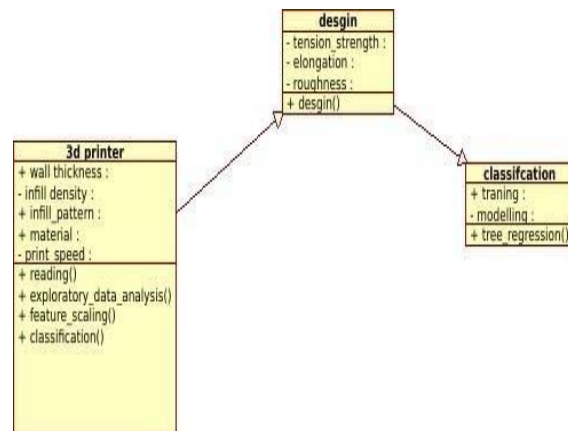 desgin
- tension_strength :
- elongation :
- roughness :
+ desgin()
3d printer
+ wall thickness :
- infill density :
+ infill_pattern :
+ material :
- print_speed :
+ reading()
+ exploratory_data_analysis()
+ feature_scaling()
+ classification()
classifcation
+ traning :
- modelling :
+ tree_regression()